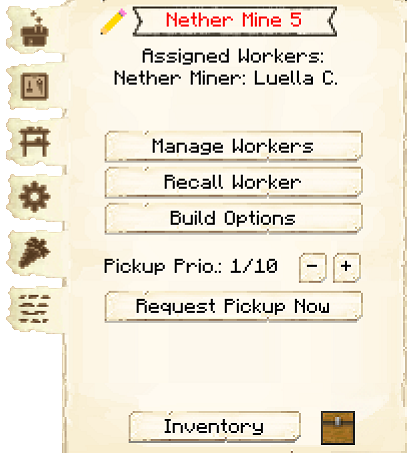 Nether Mine 5
Assigned Workers:
Nether Miner: Luella C.
Manage Workers
Recall Worker
Build Options
Pickup Prio.: 1/10 - +
Request Pickup Now
Inventory